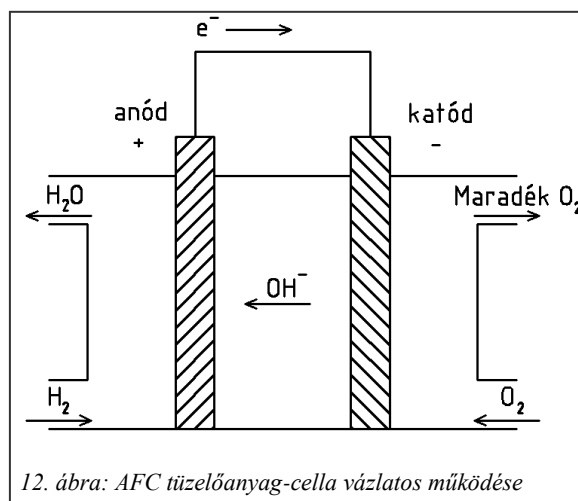 e⁻
anód
+
katód
-
H₂O
Maradék O₂
OH⁻
H₂
O₂
12. ábra: AFC tüzelőanyag-cella vázlatos működése